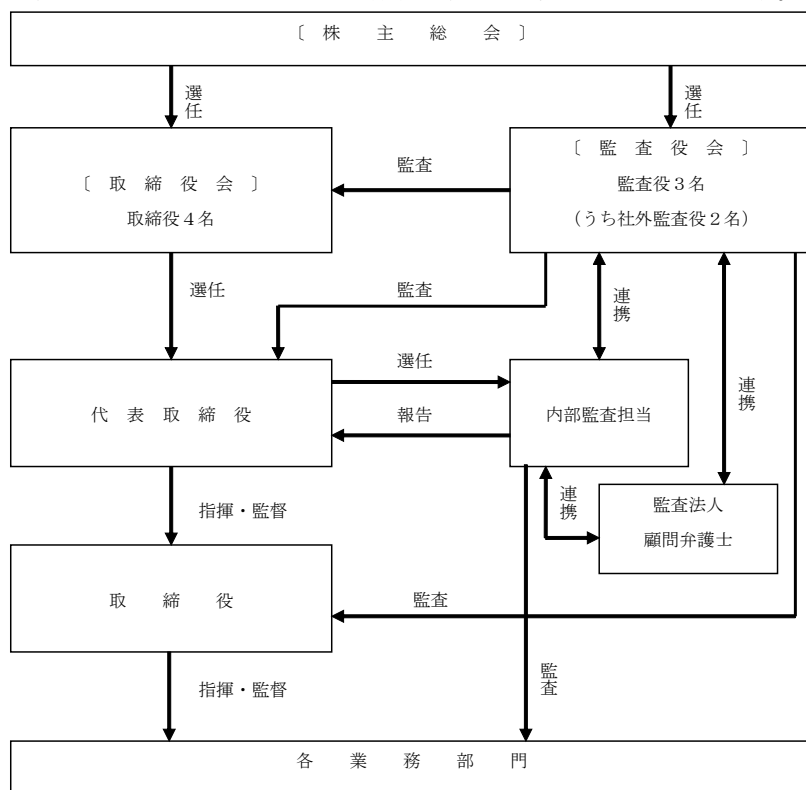 〔 株 主 総 会 〕
選任
選任
〔 取 締 役 会 〕
取締役4名
監査
〔 監 査 役 会 〕
監査役3名
(うち社外監査役2名)
選任
監査
連携
連携
代 表 取 締 役
選任
報告
内部監査担当
指揮・監督
連携
監査法人
顧問弁護士
取 締 役
監査
指揮・監督
監査
各 業 務 部 門